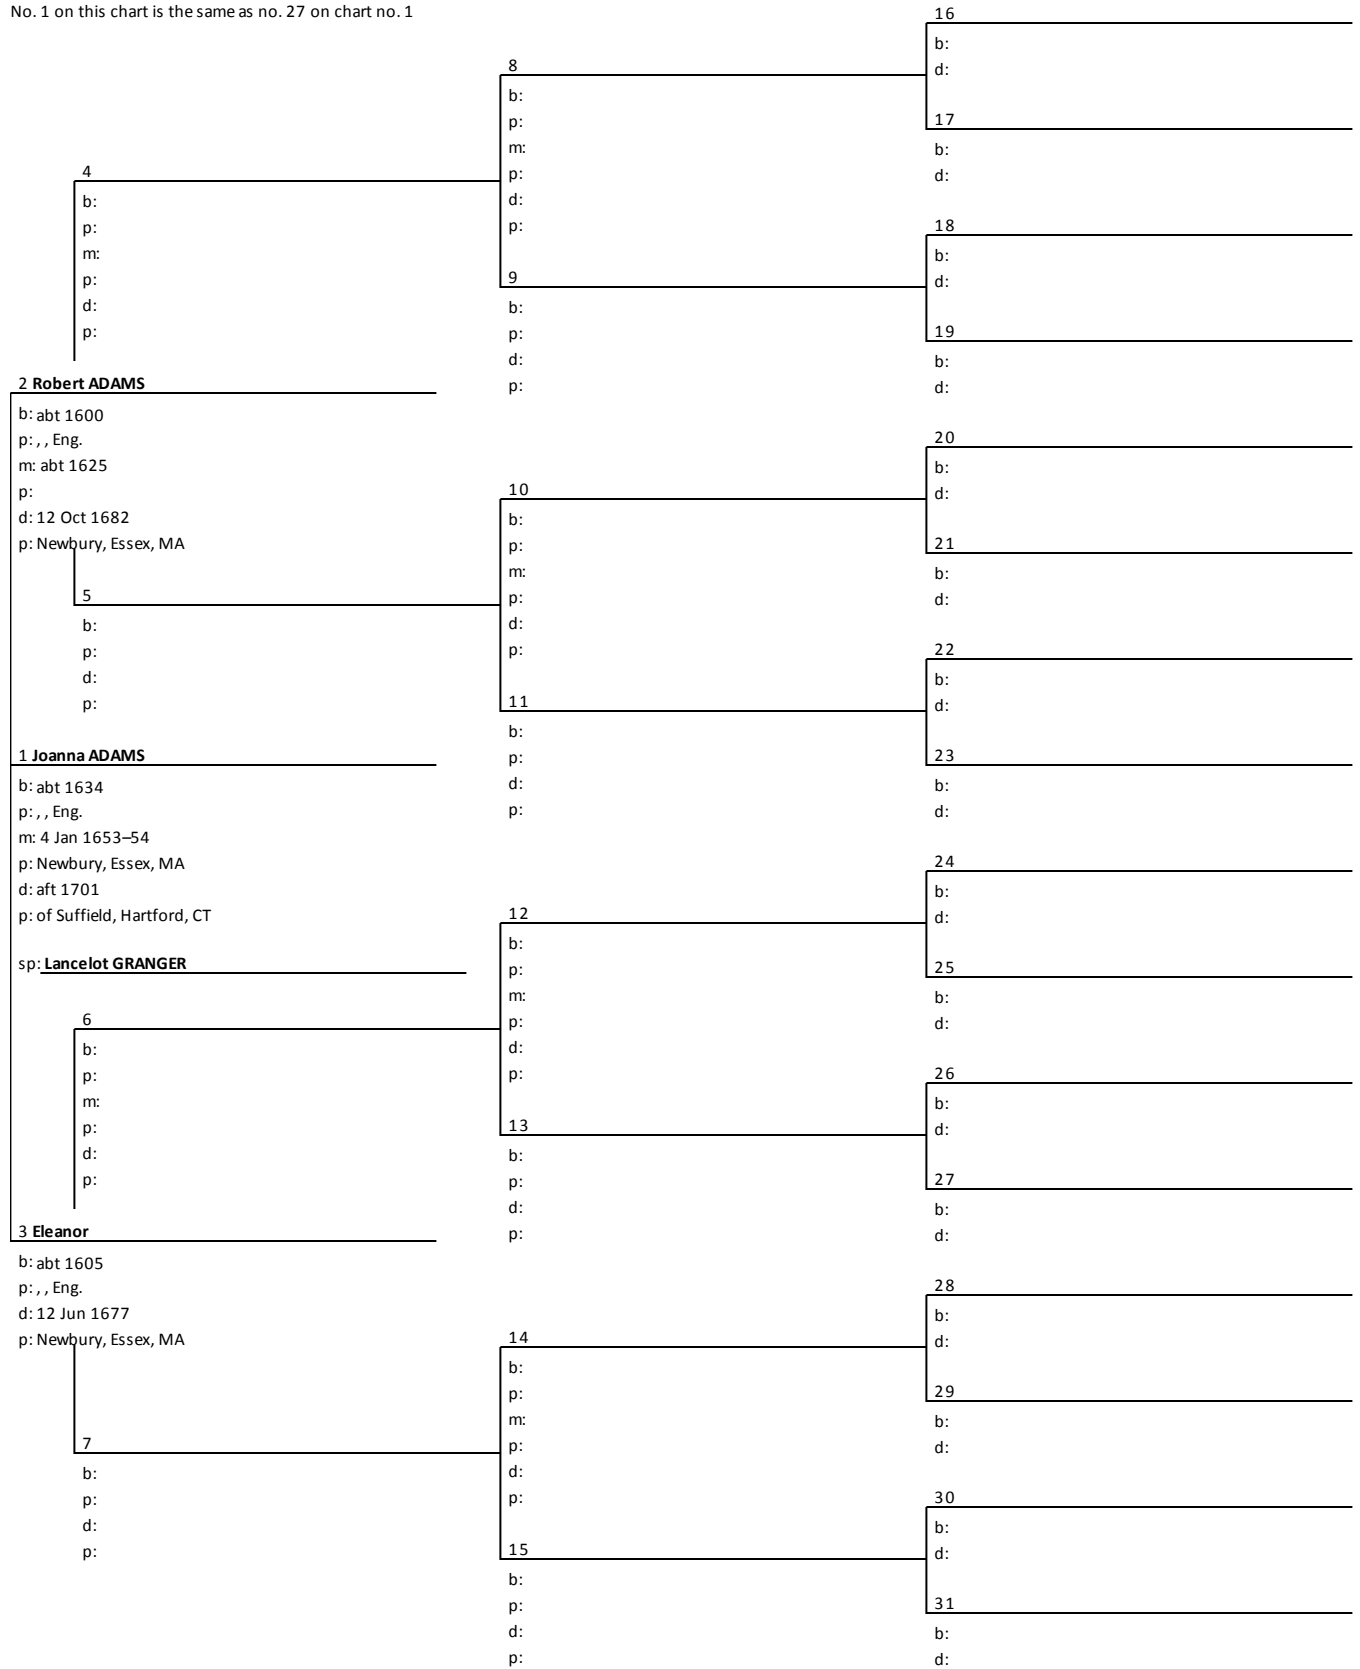 No. 1 on this chart is the same as no. 27 on chart no. 1
2 Robert ADAMS
b: abt 1600
p: , , Eng.
m: abt 1625
p:
d: 12 Oct 1682
p: Newbury, Essex, MA
1 Joanna ADAMS
b: abt 1634
p: , , Eng.
m: 4 Jan 1653–54
p: Newbury, Essex, MA
d: aft 1701
p: of Suffield, Hartford, CT
sp: Lancelot GRANGER
3 Eleanor
b: abt 1605
p: , , Eng.
d: 12 Jun 1677
p: Newbury, Essex, MA
4
b:
p:
m:
p:
d:
p:
5
b:
p:
d:
p:
6
b:
p:
m:
p:
d:
p:
7
b:
p:
d:
p:
8
b:
p:
m:
p:
d:
p:
9
b:
p:
d:
p:
10
b:
p:
m:
p:
d:
p:
11
b:
p:
d:
p:
12
b:
p:
m:
p:
d:
p:
13
b:
p:
d:
p:
14
b:
p:
m:
p:
d:
p:
15
b:
p:
d:
p:
16
b:
d:
17
b:
d:
18
b:
d:
19
b:
d:
20
b:
d:
21
b:
d:
22
b:
d:
23
b:
d:
24
b:
d:
25
b:
d:
26
b:
d:
27
b:
d:
28
b:
d:
29
b:
d:
30
b:
d:
31
b:
d: